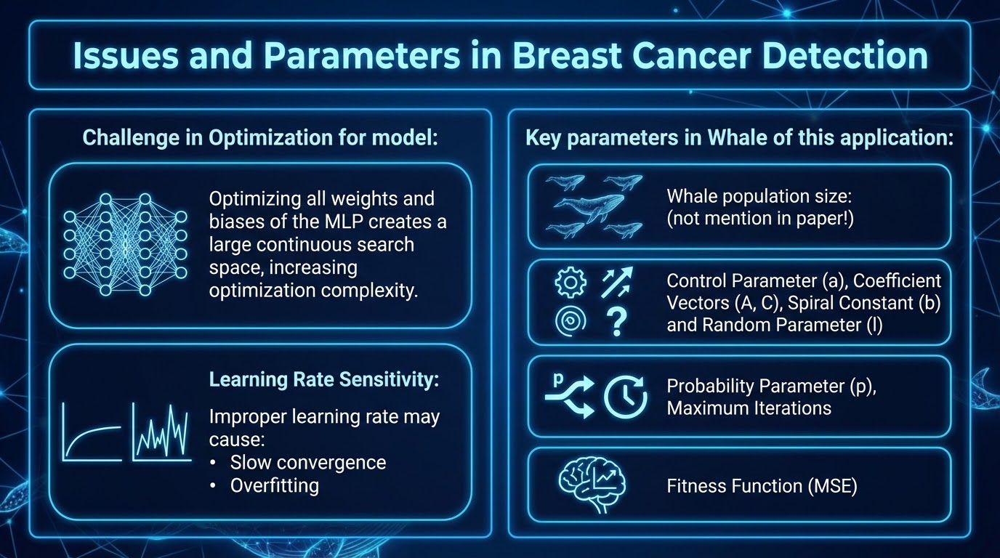 Issues and Parameters in Breast Cancer Detection
Challenge in Optimization for model:
Optimizing all weights and
biases of the MLP creates a
large continuous search
space, increasing
optimization complexity.
Learning Rate Sensitivity:
Improper learning rate may
cause:
• Slow convergence
• Overfitting
Key parameters in Whale of this application:
Whale population size:
(not mention in paper!)
?
Control Parameter (a), Coefficient
Vectors (A, C), Spiral Constant (b)
and Random Parameter (l)
p
Probability Parameter (p),
Maximum Iterations
Fitness Function (MSE)